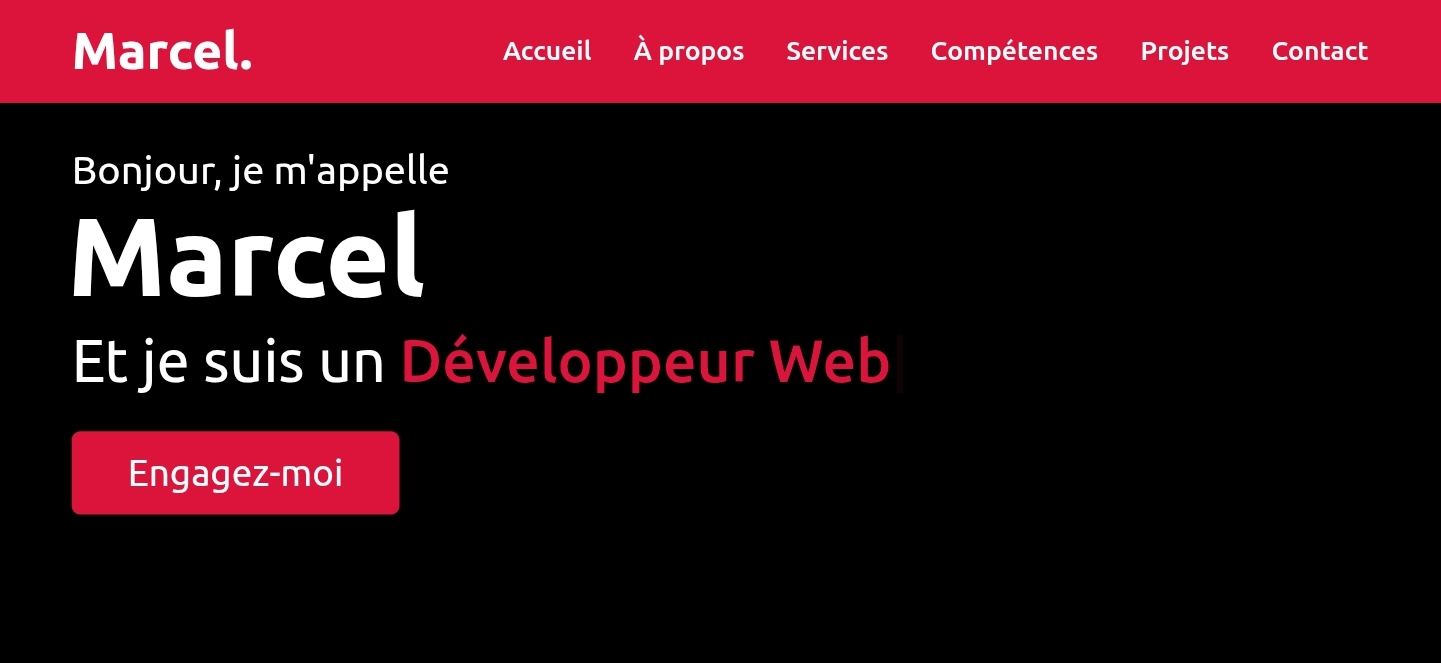 Marcel. Accueil À propos Services Compétences Projets Contact
Bonjour, je m'appelle
Marcel
Et je suis un Développeur Web
Engagez-moi